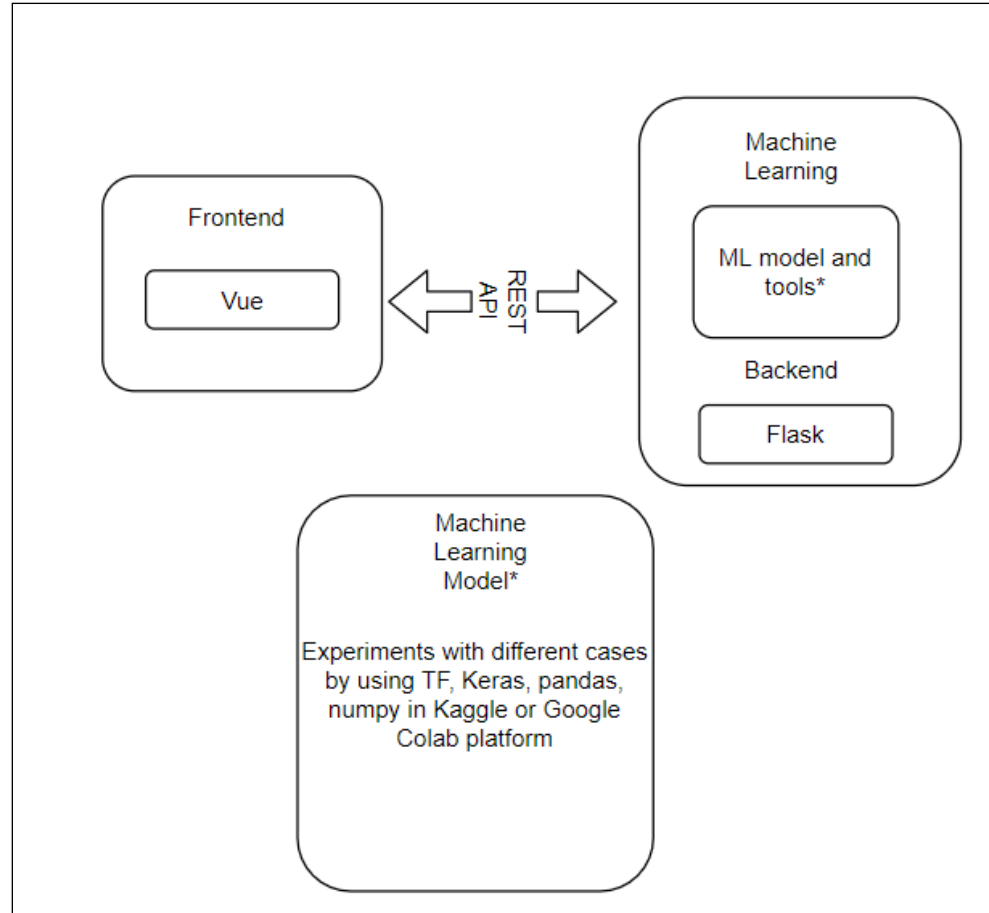 Frontend
Vue
REST
API
Machine
Learning
ML model and
tools*
Backend
Flask
Machine
Learning
Model*
Experiments with different cases
by using TF, Keras, pandas,
numpy in Kaggle or Google
Colab platform